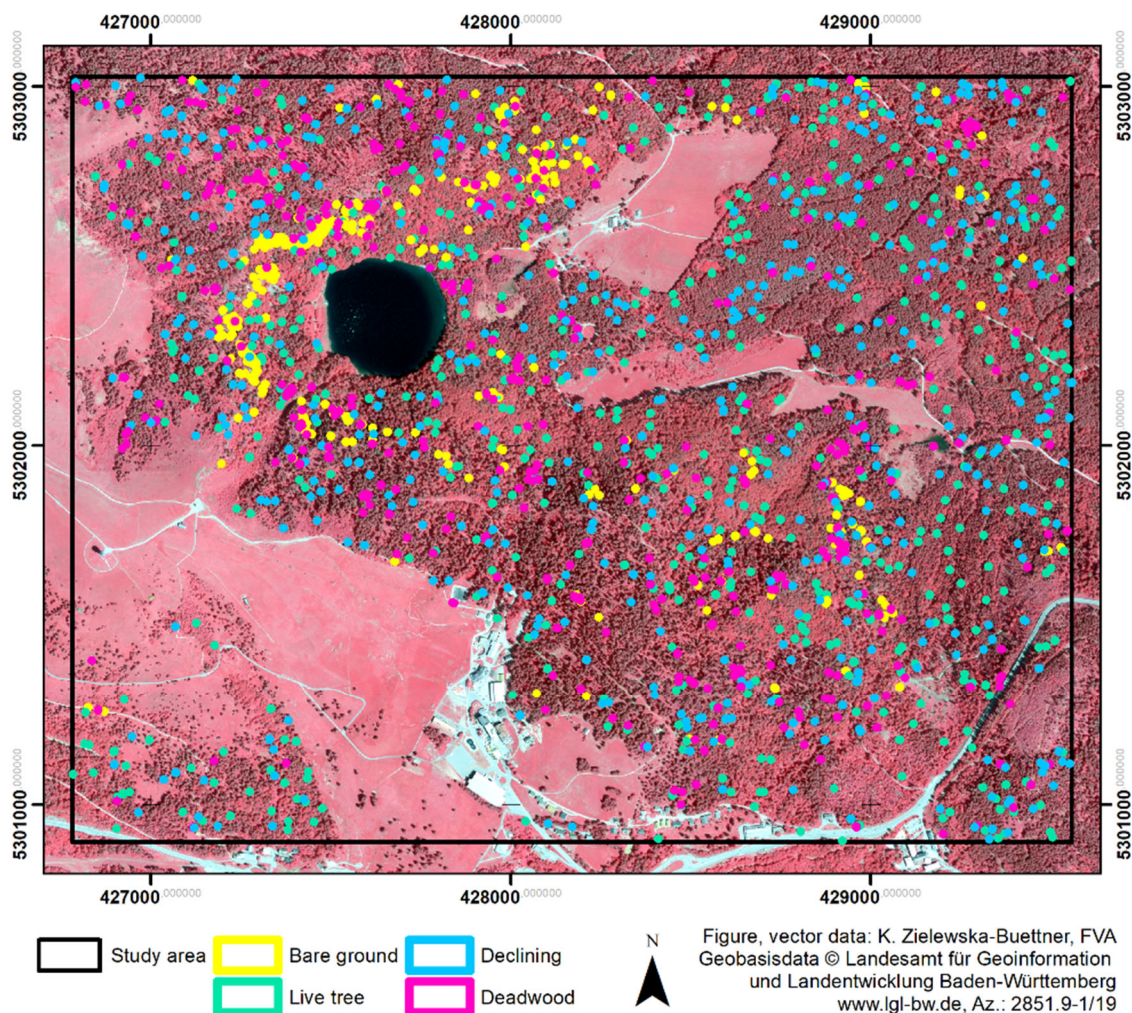 427000.000000 428000.000000 429000.000000
5303000.000000 5303000.000000
5302000.000000 5302000.000000
5301000.000000 5301000.000000
427000.000000 428000.000000 429000.000000
Study area
Bare ground
Declining
Live tree
Deadwood
N
Figure, vector data: K. Zielewska-Buettner, FVA
Geobasisdata © Landesamt für Geoinformation
und Landentwicklung Baden-Württemberg
www.lgl-bw.de, Az.: 2851.9-1/19